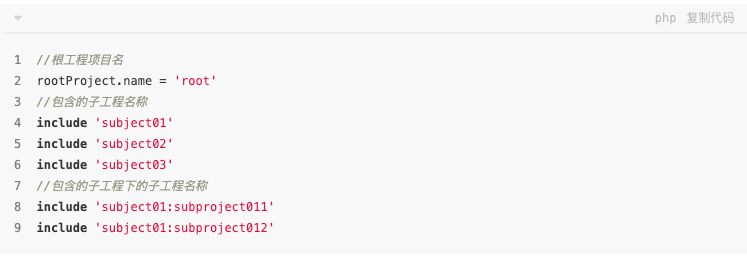 php 复制代码
1 //根工程项目名
2 rootProject.name = 'root'
3 //包含的子工程名称
4 include 'subject01'
5 include 'subject02'
6 include 'subject03'
7 //包含的子工程下的子工程名称
8 include 'subject01:subproject011'
9 include 'subject01:subproject012'